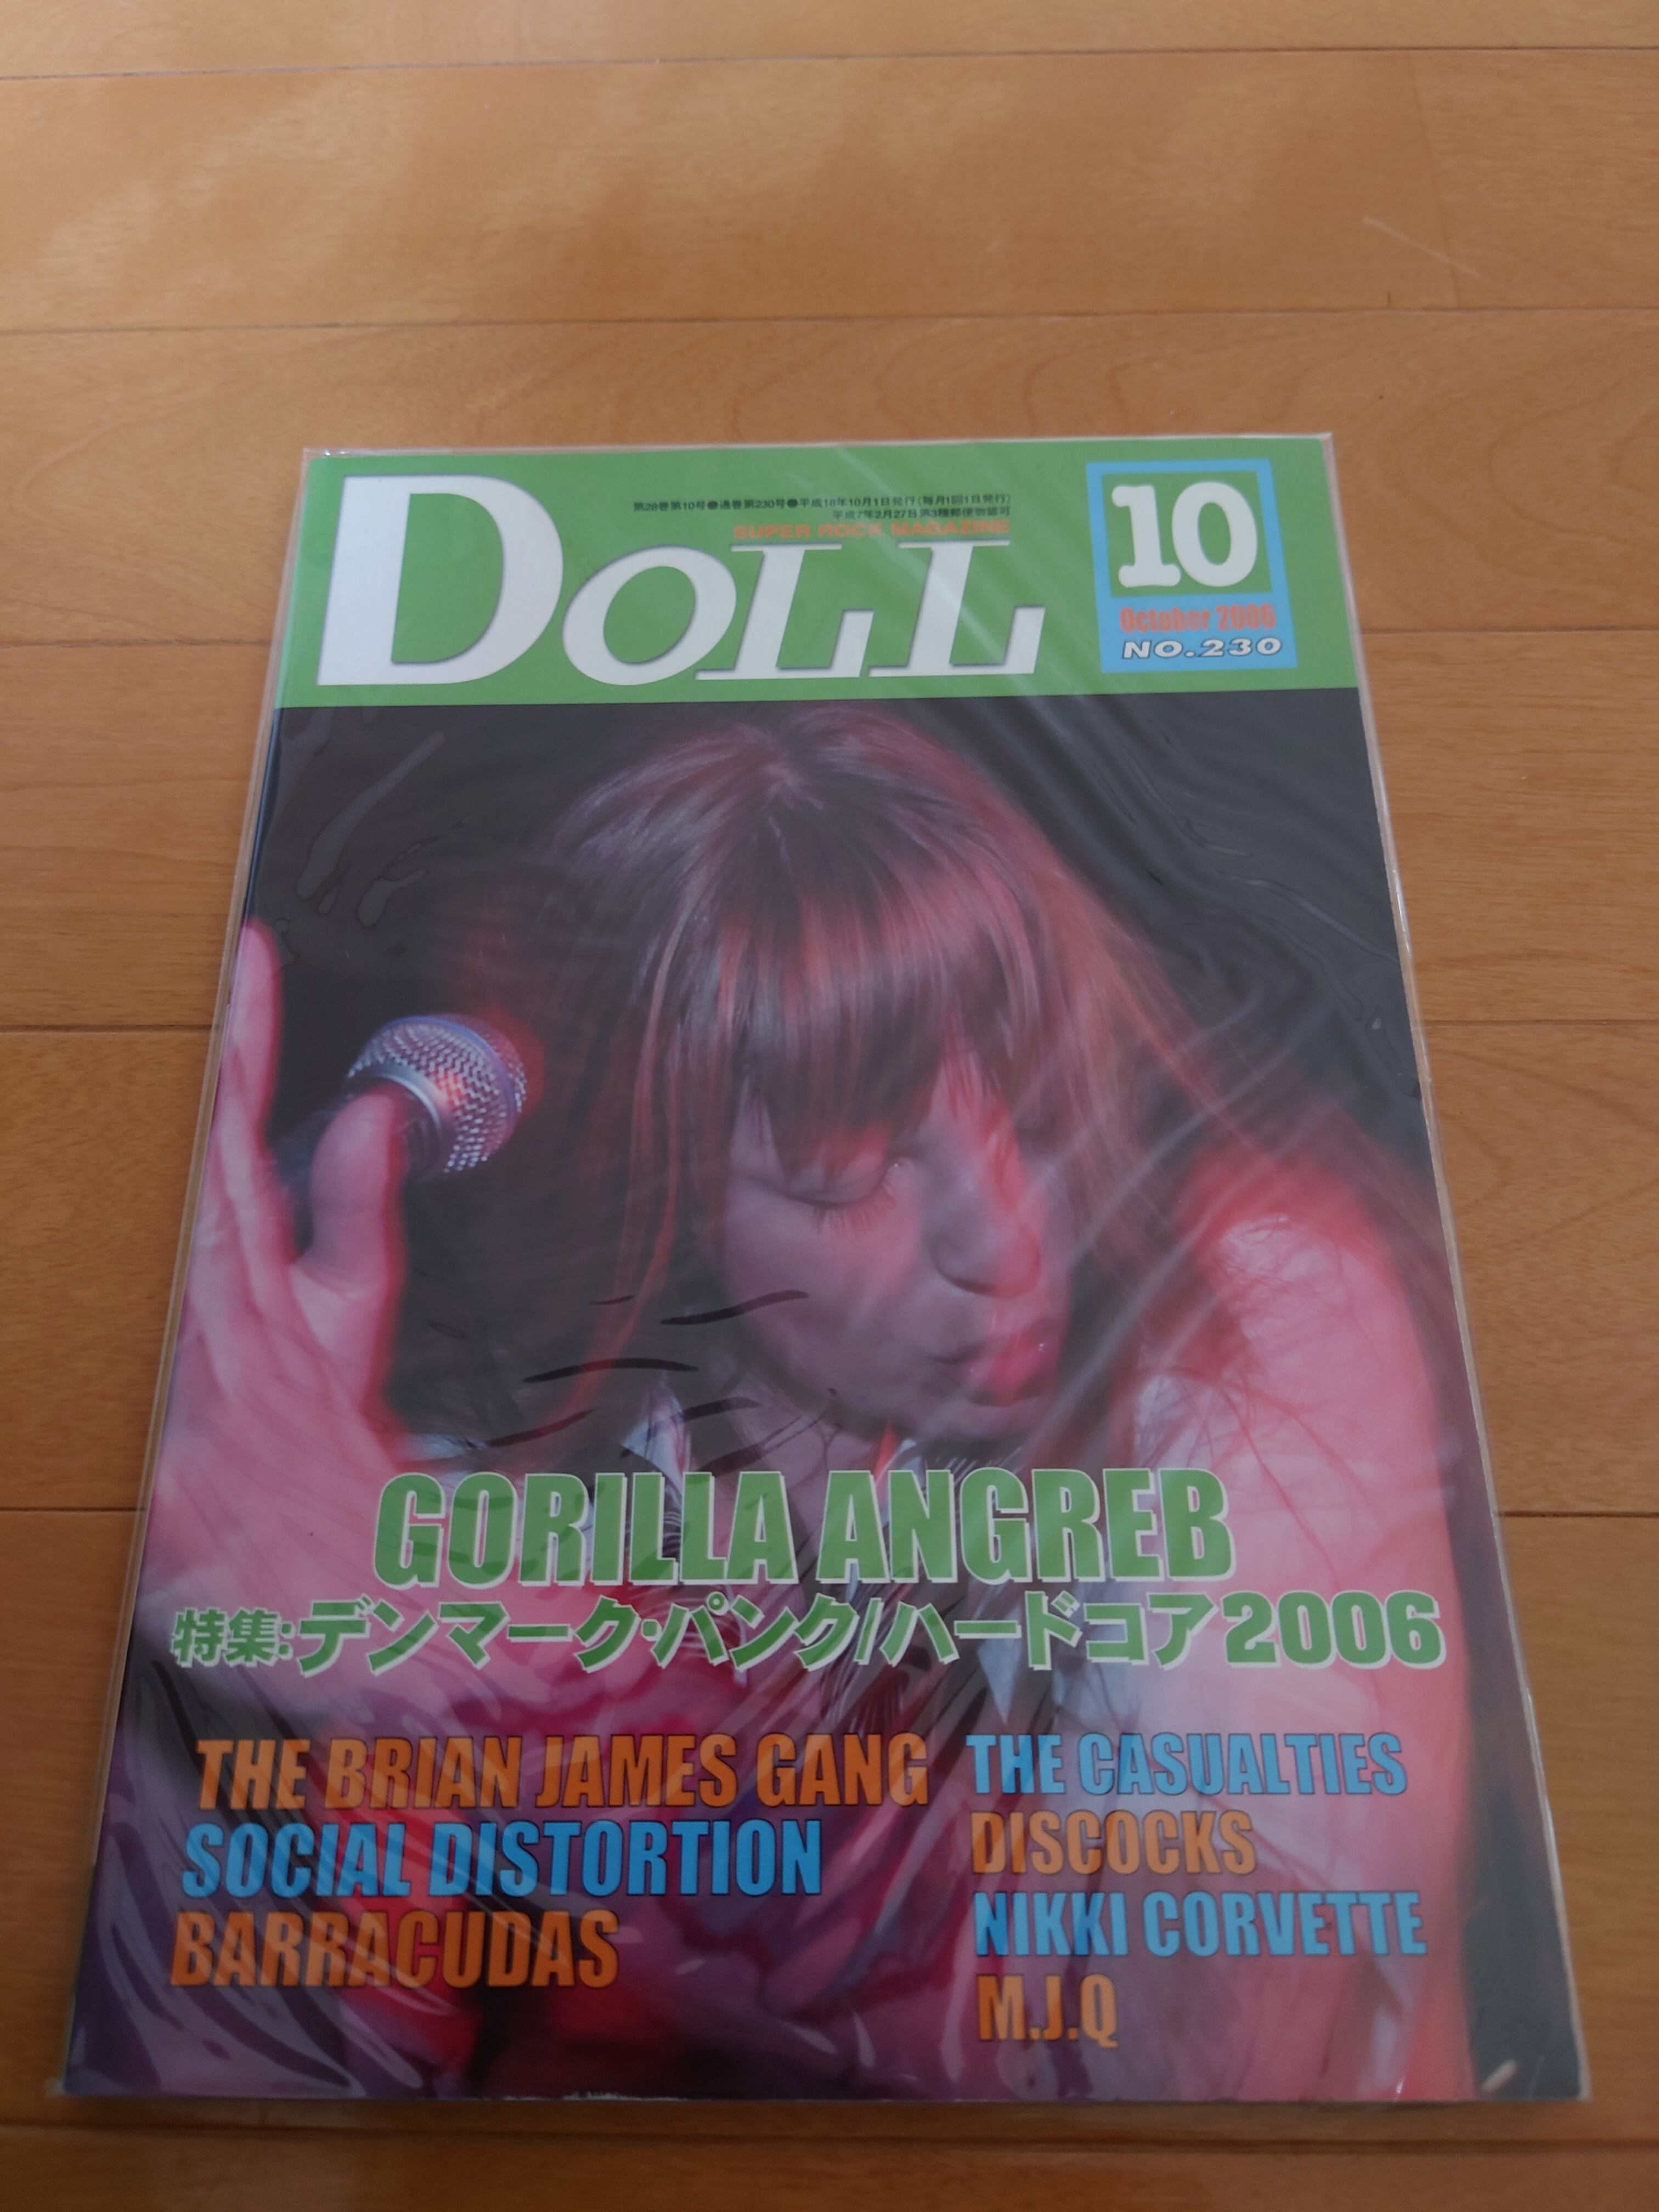 第28巻第10号●通巻第230号●平成18年10月1日発行(毎月1回1日発行)
平成7年2月27日第3種郵便物認可
SUPER ROCK MAGAZINE
DOLL
10
October 2006
NO.230
GORILLA ANGREB
特集:デンマーク・パンク/ハードコア2006
THE BRIAN JAMES GANG
SOCIAL DISTORTION
BARRACUDAS
THE CASUALTIES
DISCOCKS
NIKKI CORVETTE
M.J.Q